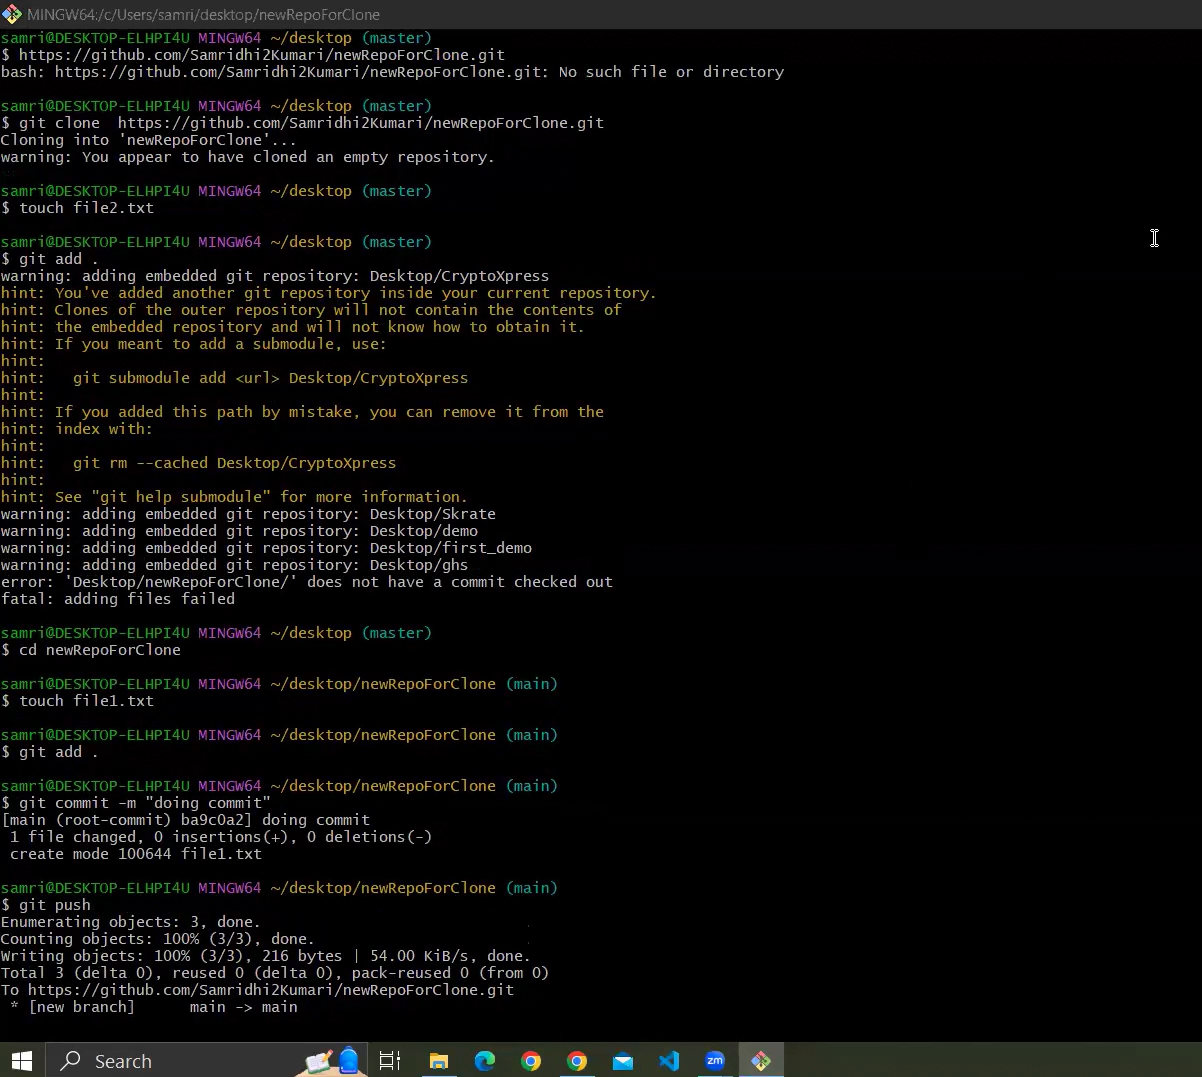 MINGW64:/c/Users/samri/desktop/newRepoForClone
samri@DESKTOP-ELHPI4U MINGW64 ~/desktop (master)
$ https://github.com/Samridhi2Kumari/newRepoForClone.git
bash: https://github.com/Samridhi2Kumari/newRepoForClone.git: No such file or directory
samri@DESKTOP-ELHPI4U MINGW64 ~/desktop (master)
$ git clone  https://github.com/Samridhi2Kumari/newRepoForClone.git
Cloning into 'newRepoForClone'...
warning: You appear to have cloned an empty repository.
samri@DESKTOP-ELHPI4U MINGW64 ~/desktop (master)
$ touch file2.txt
samri@DESKTOP-ELHPI4U MINGW64 ~/desktop (master)
$ git add .
warning: adding embedded git repository: Desktop/CryptoXpress
hint: You've added another git repository inside your current repository.
hint: Clones of the outer repository will not contain the contents of
hint: the embedded repository and will not know how to obtain it.
hint: If you meant to add a submodule, use:
hint:
hint:   git submodule add <url> Desktop/CryptoXpress
hint:
hint: If you added this path by mistake, you can remove it from the
hint: index with:
hint:
hint:   git rm --cached Desktop/CryptoXpress
hint:
hint: See "git help submodule" for more information.
warning: adding embedded git repository: Desktop/Skrate
warning: adding embedded git repository: Desktop/demo
warning: adding embedded git repository: Desktop/first_demo
warning: adding embedded git repository: Desktop/ghs
error: 'Desktop/newRepoForClone/' does not have a commit checked out
fatal: adding files failed
samri@DESKTOP-ELHPI4U MINGW64 ~/desktop (master)
$ cd newRepoForClone
samri@DESKTOP-ELHPI4U MINGW64 ~/desktop/newRepoForClone (main)
$ touch file1.txt
samri@DESKTOP-ELHPI4U MINGW64 ~/desktop/newRepoForClone (main)
$ git add .
samri@DESKTOP-ELHPI4U MINGW64 ~/desktop/newRepoForClone (main)
$ git commit -m "doing commit"
[main (root-commit) ba9c0a2] doing commit
 1 file changed, 0 insertions(+), 0 deletions(-)
 create mode 100644 file1.txt
samri@DESKTOP-ELHPI4U MINGW64 ~/desktop/newRepoForClone (main)
$ git push
Enumerating objects: 3, done.
Counting objects: 100% (3/3), done.
Writing objects: 100% (3/3), 216 bytes | 54.00 KiB/s, done.
Total 3 (delta 0), reused 0 (delta 0), pack-reused 0 (from 0)
To https://github.com/Samridhi2Kumari/newRepoForClone.git
 * [new branch]      main -> main
Search
zm